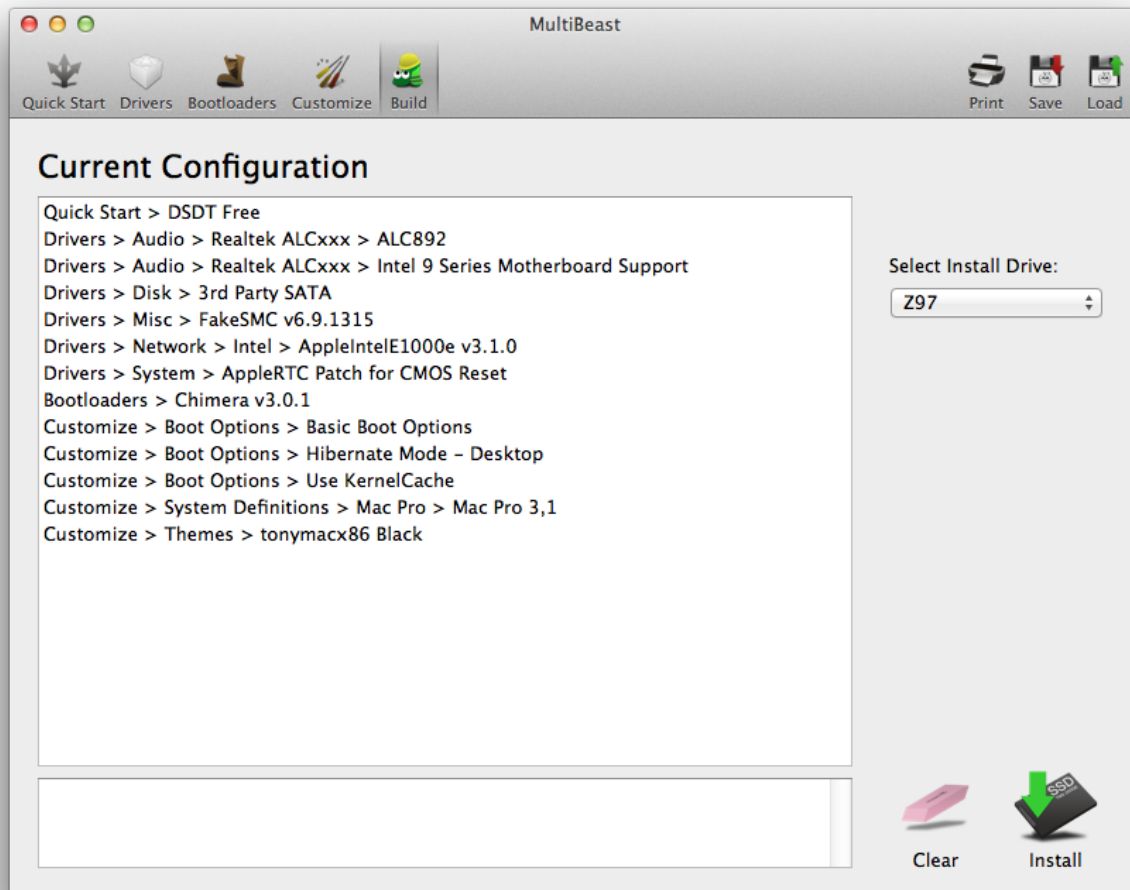 MultiBeast
Quick Start Drivers Bootloaders Customize Build Print Save Load
Current Configuration
Quick Start > DSDT Free
Drivers > Audio > Realtek ALCxxx > ALC892
Drivers > Audio > Realtek ALCxxx > Intel 9 Series Motherboard Support
Drivers > Disk > 3rd Party SATA
Drivers > Misc > FakeSMC v6.9.1315
Drivers > Network > Intel > AppleIntelE1000e v3.1.0
Drivers > System > AppleRTC Patch for CMOS Reset
Bootloaders > Chimera v3.0.1
Customize > Boot Options > Basic Boot Options
Customize > Boot Options > Hibernate Mode – Desktop
Customize > Boot Options > Use KernelCache
Customize > System Definitions > Mac Pro > Mac Pro 3,1
Customize > Themes > tonymacx86 Black
Select Install Drive:
Z97
SSD
Clear Install